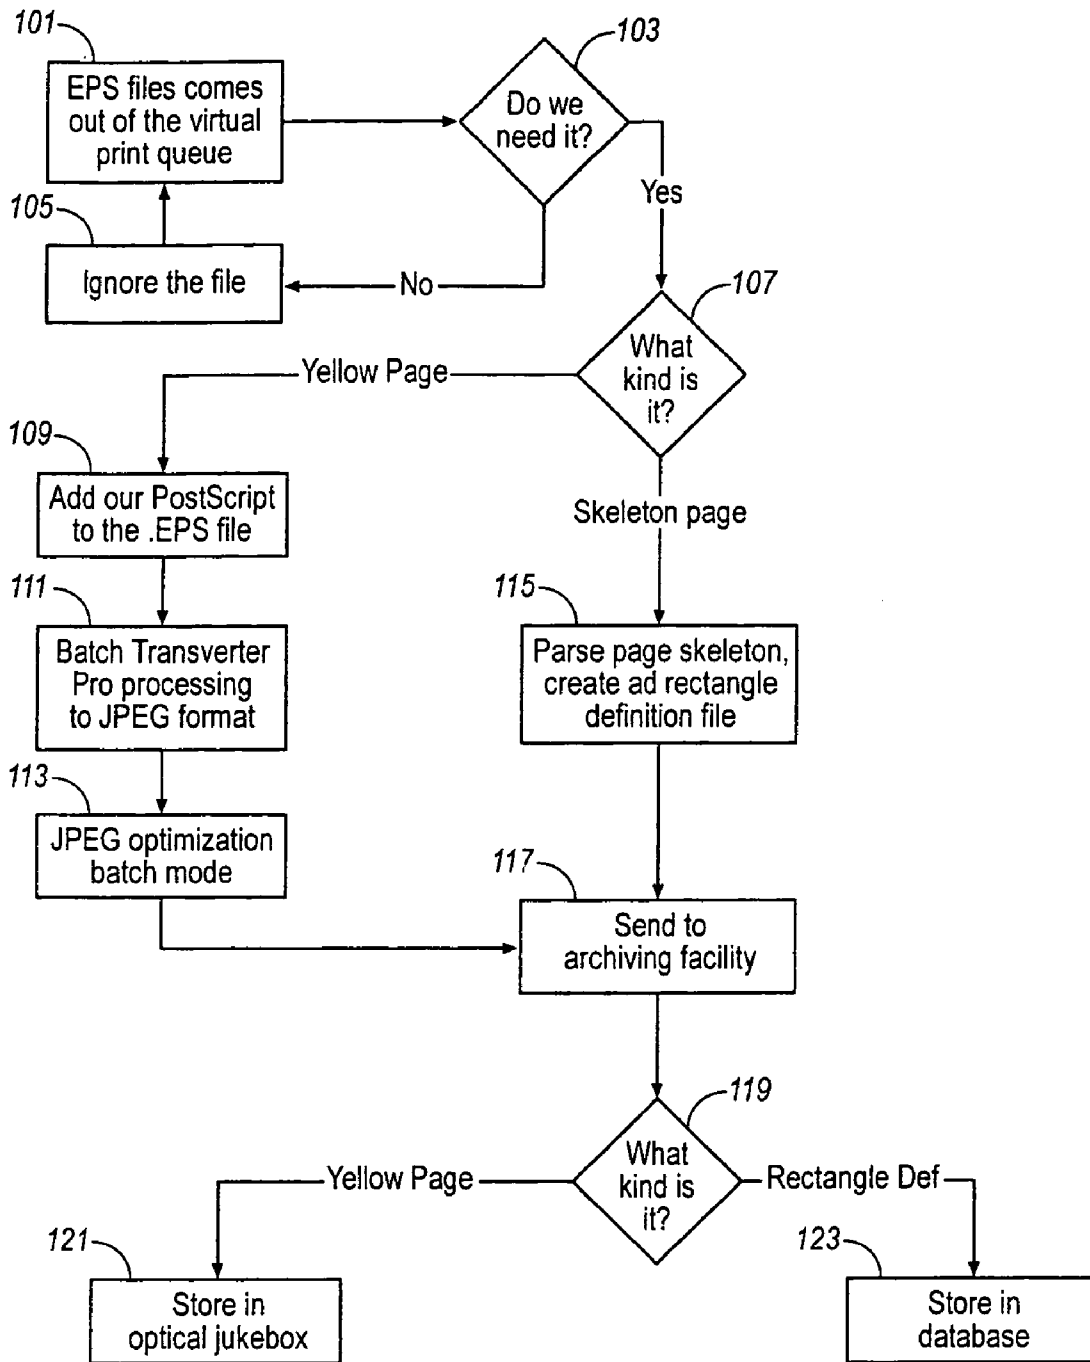 101
EPS files comes
out of the virtual
print queue
103
Do we
need it?
105
Ignore the file
No
Yes
107
What
kind is
it?
Yellow Page
109
Add our PostScript
to the .EPS file
Skeleton page
111
Batch Transverter
Pro processing
to JPEG format
115
Parse page skeleton,
create ad rectangle
definition file
113
JPEG optimization
batch mode
117
Send to
archiving facility
119
What
kind is
it?
Yellow Page
Rectangle Def
121
Store in
optical jukebox
123
Store in
database